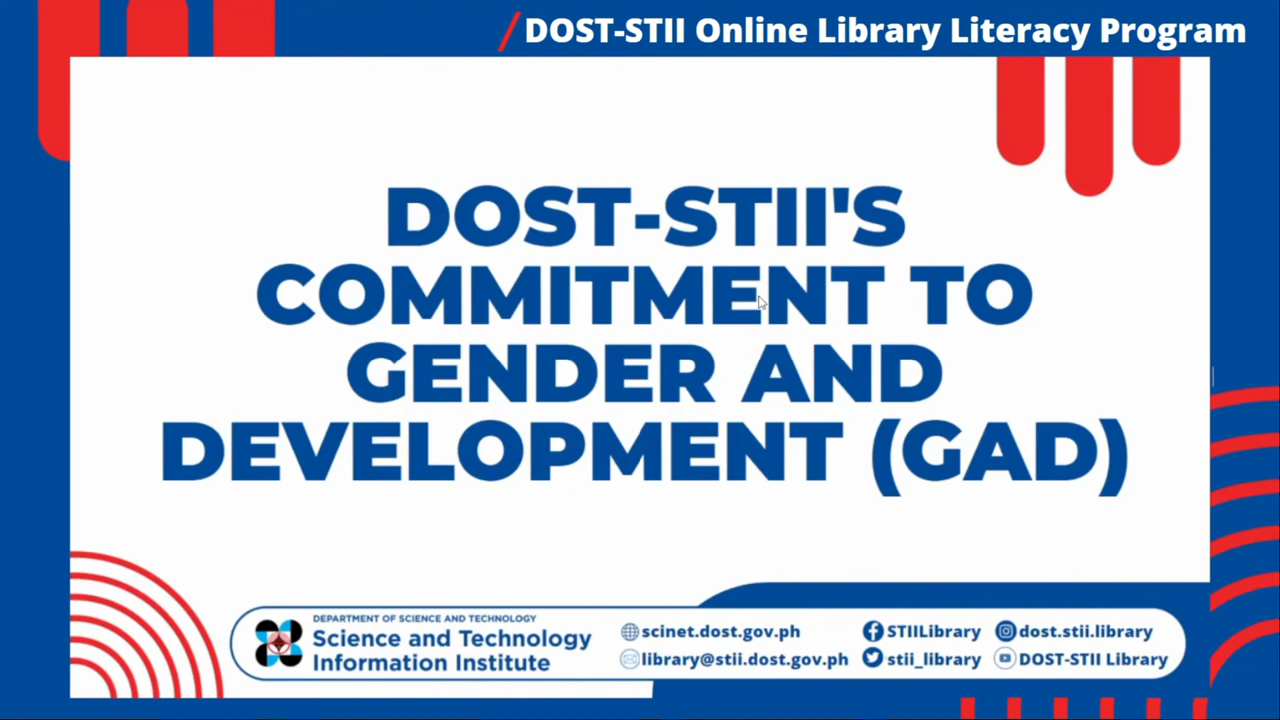 /DOST-STII Online Library Literacy Program
DOST-STII'S
COMMITMENT TO
GENDER AND
DEVELOPMENT (GAD)
DEPARTMENT OF SCIENCE AND TECHNOLOGY
Science and Technology
Information Institute
scinet.dost.gov.ph
library@stii.dost.gov.ph
STIILibrary
stii_library
dost.stii.library
DOST-STII Library